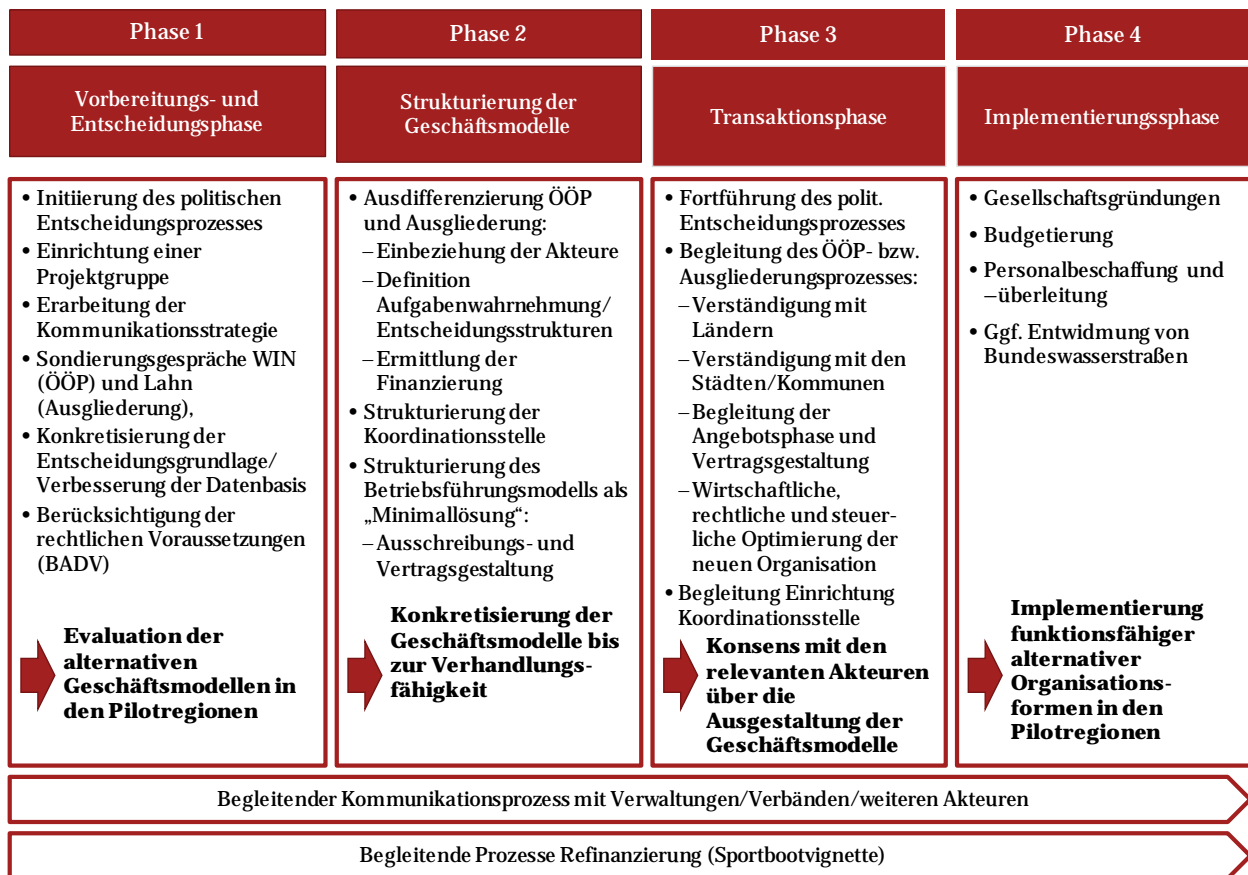 Phase 1
Vorbereitungs- und
Entscheidungsphase
• Initiierung des politischen
Entscheidungsprozesses
• Einrichtung einer
Projektgruppe
• Erarbeitung der
Kommunikationsstrategie
• Sondierungsgespräche WIN
(ÖÖP) und Lahn
(Ausgliederung),
• Konkretisierung der
Entscheidungsgrundlage/
Verbesserung der Datenbasis
• Berücksichtigung der
rechtlichen Voraussetzungen
(BADV)
Evaluation der
alternativen
Geschäftsmodellen in
den Pilotregionen
Phase 2
Strukturierung der
Geschäftsmodelle
• Ausdifferenzierung ÖÖP
und Ausgliederung:
– Einbeziehung der Akteure
– Definition
Aufgabenwahrnehmung/
Entscheidungsstrukturen
– Ermittlung der
Finanzierung
• Strukturierung der
Koordinationsstelle
• Strukturierung des
Betriebsführungsmodells als
„Minimallösung“:
– Ausschreibungs- und
Vertragsgestaltung
Konkretisierung der
Geschäftsmodelle bis
zur Verhandlungs-
fähigkeit
Phase 3
Transaktionsphase
• Fortführung des polit.
Entscheidungsprozesses
• Begleitung des ÖÖP- bzw.
Ausgliederungsprozesses:
– Verständigung mit
Ländern
– Verständigung mit den
Städten/Kommunen
– Begleitung der
Angebotsphase und
Vertragsgestaltung
– Wirtschaftliche,
rechtliche und steuer-
liche Optimierung der
neuen Organisation
• Begleitung Einrichtung
Koordinationsstelle
Konsens mit den
relevanten Akteuren
über die
Ausgestaltung der
Geschäftsmodelle
Phase 4
Implementierungssphase
• Gesellschaftsgründungen
• Budgetierung
• Personalbeschaffung und
–überleitung
• Ggf. Entwidmung von
Bundeswasserstraßen
Implementierung
funktionsfähiger
alternativer
Organisations-
formen in den
Pilotregionen
Begleitender Kommunikationsprozess mit Verwaltungen/Verbänden/weiteren Akteuren
Begleitende Prozesse Refinanzierung (Sportbootvignette)